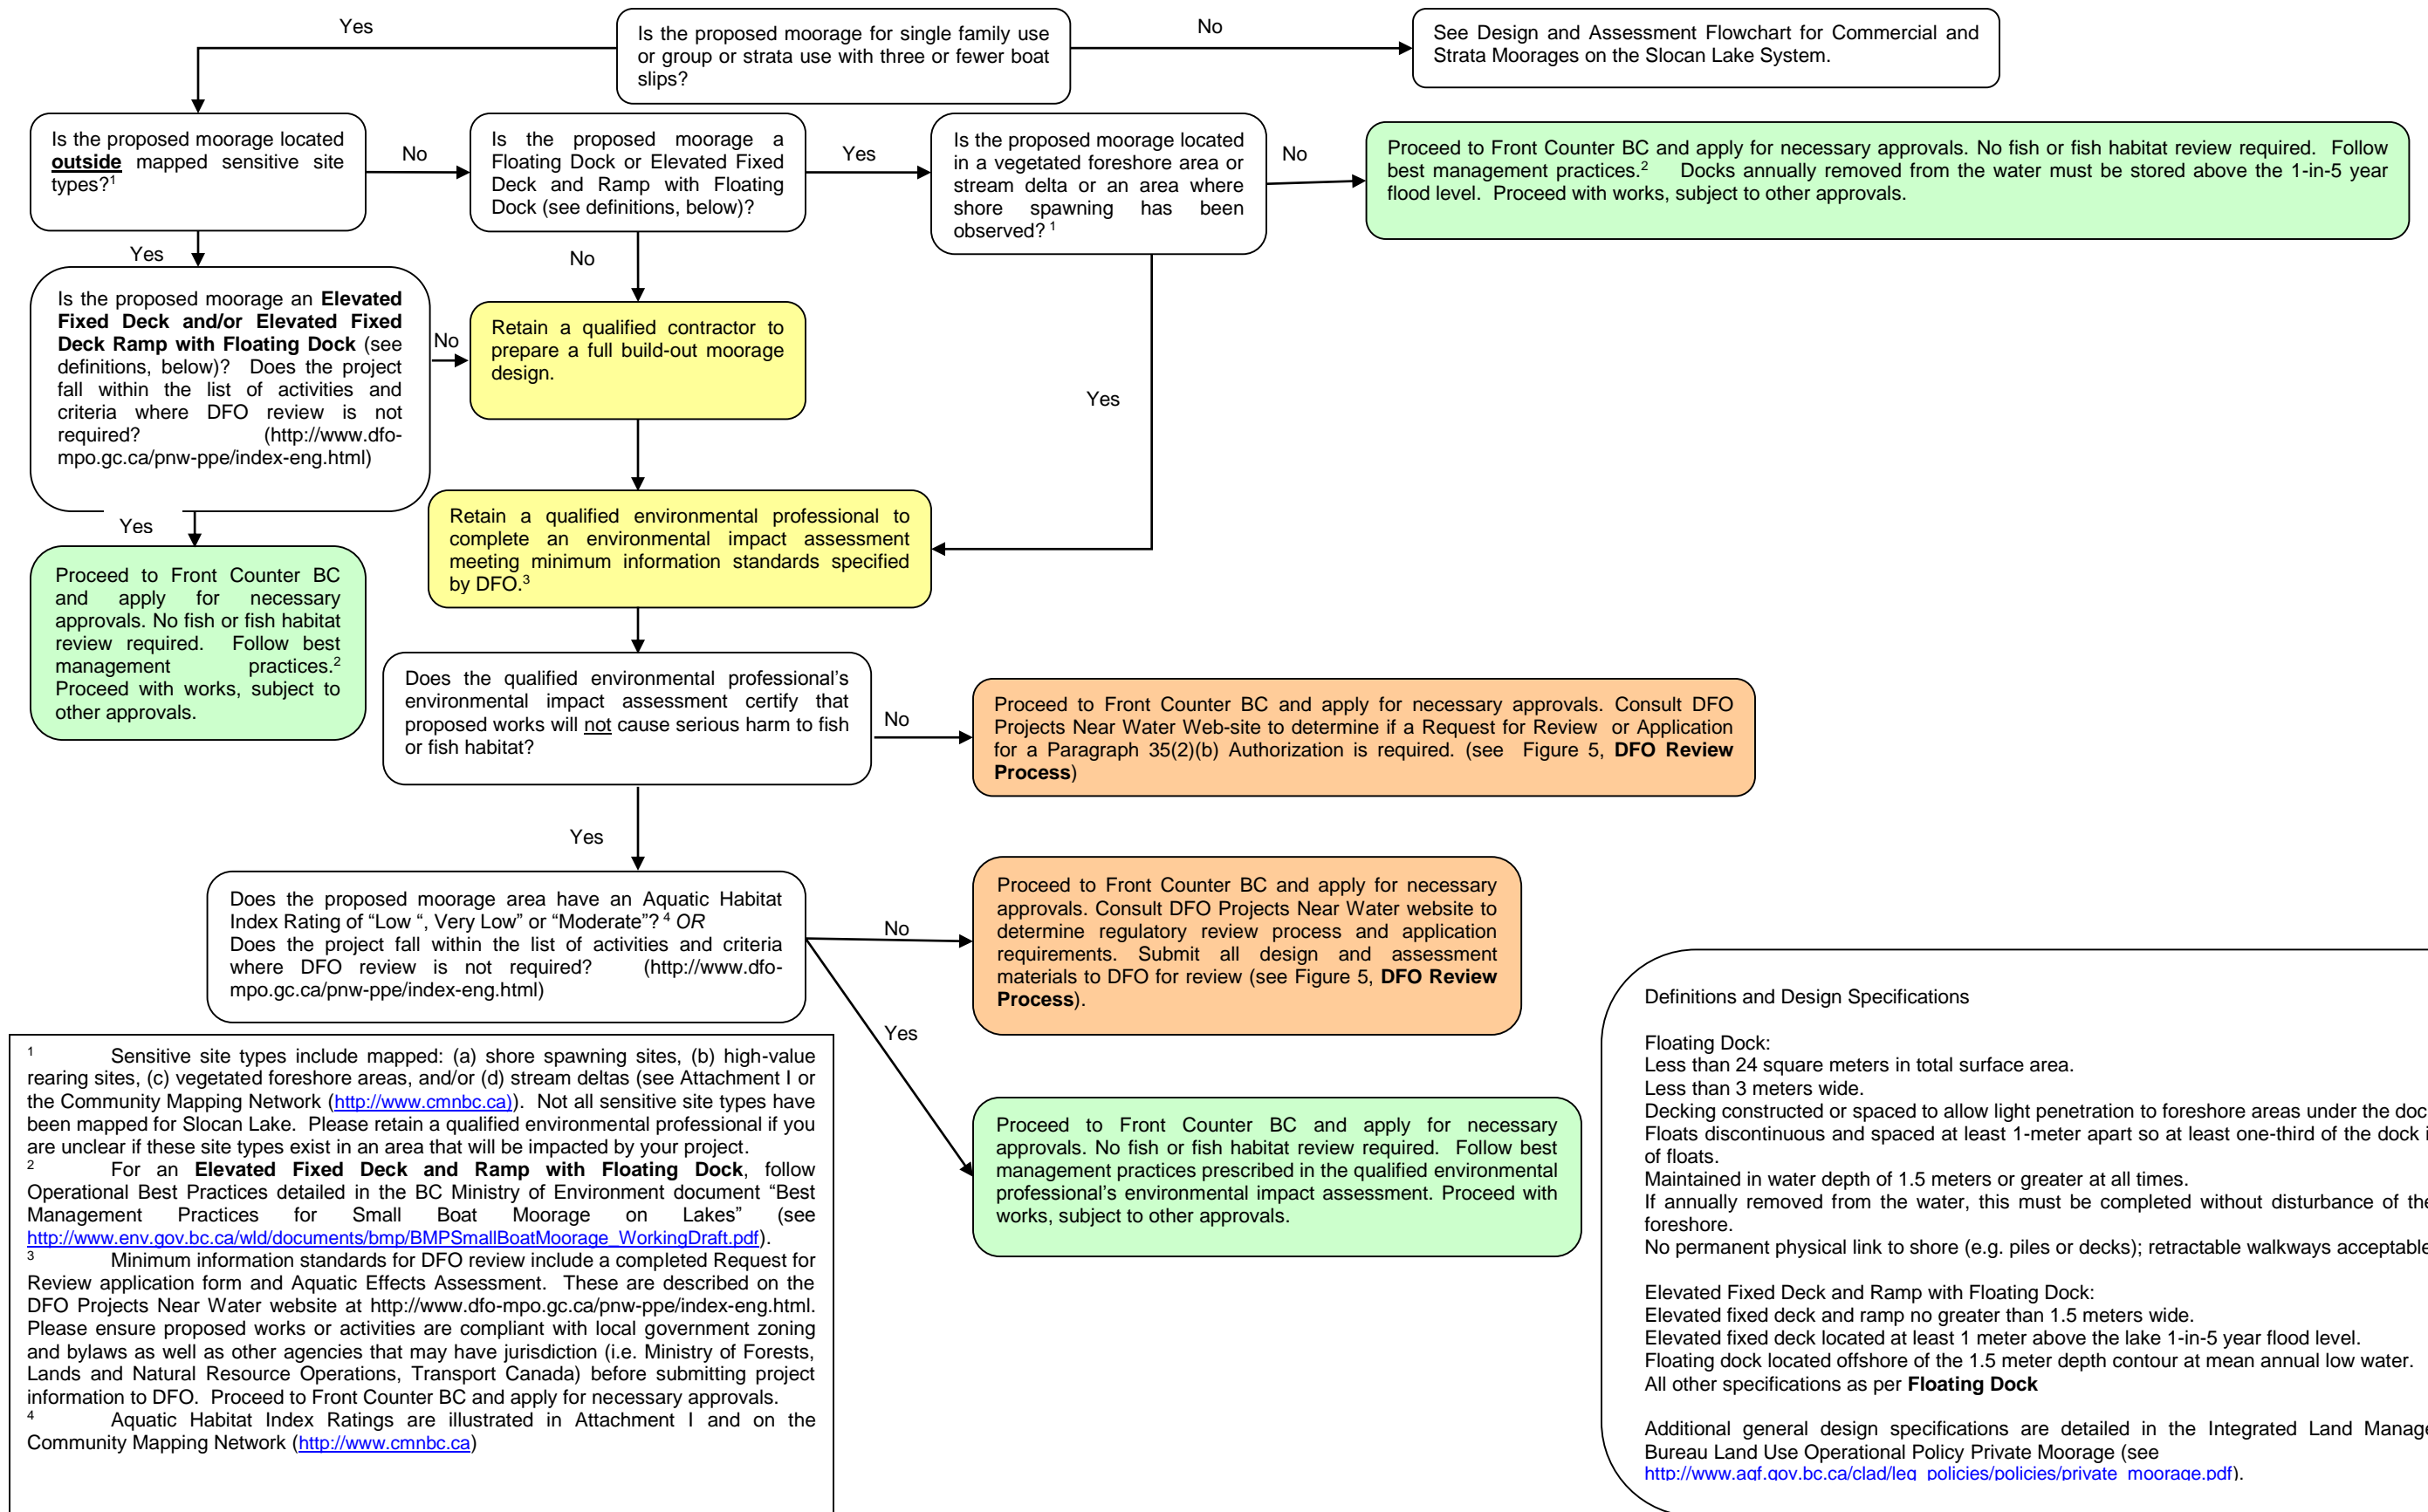 Yes
Is the proposed moorage for single family use
or group or strata use with three or fewer boat
slips?
No
See Design and Assessment Flowchart for Commercial and
Strata Moorages on the Slocan Lake System.
Is the proposed moorage located
outside mapped sensitive site
types?1
No
Is the proposed moorage a
Floating Dock or Elevated Fixed
Deck and Ramp with Floating
Dock (see definitions, below)?
Yes
Is the proposed moorage located
in a vegetated foreshore area or
stream delta or an area where
shore spawning has been
observed? 1
No
Proceed to Front Counter BC and apply for necessary approvals. No fish or fish habitat review required. Follow
best management practices.2 Docks annually removed from the water must be stored above the 1-in-5 year
flood level. Proceed with works, subject to other approvals.
Yes
No
Is the proposed moorage an Elevated
Fixed Deck and/or Elevated Fixed
Deck Ramp with Floating Dock (see
definitions, below)? Does the project
fall within the list of activities and
criteria where DFO review is not
required? (http://www.dfo-
mpo.gc.ca/pnw-ppe/index-eng.html)
No
Retain a qualified contractor to
prepare a full build-out moorage
design.
Yes
Yes
Retain a qualified environmental professional to
complete an environmental impact assessment
meeting minimum information standards specified
by DFO.3
Proceed to Front Counter BC
and apply for necessary
approvals. No fish or fish habitat
review required. Follow best
management practices.2
Proceed with works, subject to
other approvals.
Does the qualified environmental professional's
environmental impact assessment certify that
proposed works will not cause serious harm to fish
or fish habitat?
No
Proceed to Front Counter BC and apply for necessary approvals. Consult DFO
Projects Near Water Web-site to determine if a Request for Review or Application
for a Paragraph 35(2)(b) Authorization is required. (see Figure 5, DFO Review
Process)
Yes
Does the proposed moorage area have an Aquatic Habitat
Index Rating of "Low ", Very Low" or "Moderate"? 4 OR
Does the project fall within the list of activities and criteria
where DFO review is not required? (http://www.dfo-
mpo.gc.ca/pnw-ppe/index-eng.html)
No
Proceed to Front Counter BC and apply for necessary
approvals. Consult DFO Projects Near Water website to
determine regulatory review process and application
requirements. Submit all design and assessment
materials to DFO for review (see Figure 5, DFO Review
Process).
Yes
Proceed to Front Counter BC and apply for necessary
approvals. No fish or fish habitat review required. Follow best
management practices prescribed in the qualified environmental
professional's environmental impact assessment. Proceed with
works, subject to other approvals.
1 Sensitive site types include mapped: (a) shore spawning sites, (b) high-value
rearing sites, (c) vegetated foreshore areas, and/or (d) stream deltas (see Attachment I or
the Community Mapping Network (http://www.cmnbc.ca)). Not all sensitive site types have
been mapped for Slocan Lake. Please retain a qualified environmental professional if you
are unclear if these site types exist in an area that will be impacted by your project.
2 For an Elevated Fixed Deck and Ramp with Floating Dock, follow
Operational Best Practices detailed in the BC Ministry of Environment document "Best
Management Practices for Small Boat Moorage on Lakes" (see
http://www.env.gov.bc.ca/wld/documents/bmp/BMPSmallBoatMoorage_WorkingDraft.pdf).
3 Minimum information standards for DFO review include a completed Request for
Review application form and Aquatic Effects Assessment. These are described on the
DFO Projects Near Water website at http://www.dfo-mpo.gc.ca/pnw-ppe/index-eng.html.
Please ensure proposed works or activities are compliant with local government zoning
and bylaws as well as other agencies that may have jurisdiction (i.e. Ministry of Forests,
Lands and Natural Resource Operations, Transport Canada) before submitting project
information to DFO. Proceed to Front Counter BC and apply for necessary approvals.
4 Aquatic Habitat Index Ratings are illustrated in Attachment I and on the
Community Mapping Network (http://www.cmnbc.ca)
Definitions and Design Specifications
Floating Dock:
Less than 24 square meters in total surface area.
Less than 3 meters wide.
Decking constructed or spaced to allow light penetration to foreshore areas under the doc
Floats discontinuous and spaced at least 1-meter apart so at least one-third of the dock i
of floats.
Maintained in water depth of 1.5 meters or greater at all times.
If annually removed from the water, this must be completed without disturbance of the
foreshore.
No permanent physical link to shore (e.g. piles or decks); retractable walkways acceptable
Elevated Fixed Deck and Ramp with Floating Dock:
Elevated fixed deck and ramp no greater than 1.5 meters wide.
Elevated fixed deck located at least 1 meter above the lake 1-in-5 year flood level.
Floating dock located offshore of the 1.5 meter depth contour at mean annual low water.
All other specifications as per Floating Dock
Additional general design specifications are detailed in the Integrated Land Manage
Bureau Land Use Operational Policy Private Moorage (see
http://www.agf.gov.bc.ca/clad/leg_policies/policies/private_moorage.pdf).